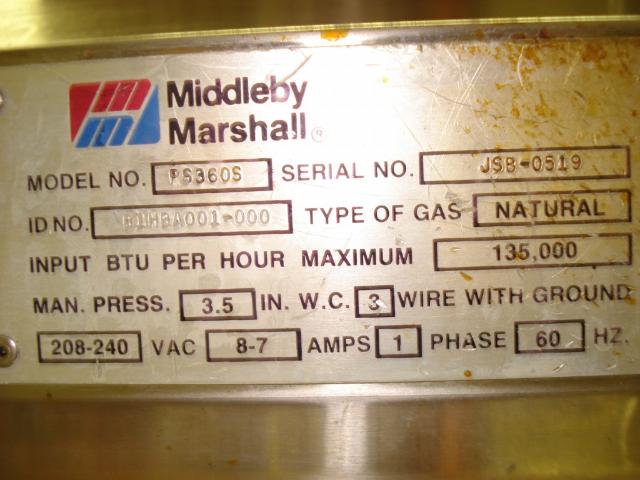 Middleby
Marshall®
MODEL NO. PS360S SERIAL NO. JSB-0519
ID NO. TYPE OF GAS NATURAL
INPUT BTU PER HOUR MAXIMUM 135,000
MAN. PRESS. 3.5 IN. W.C. 3 WIRE WITH GROUND
208-240 VAC 8-7 AMPS 1 PHASE 60 HZ.